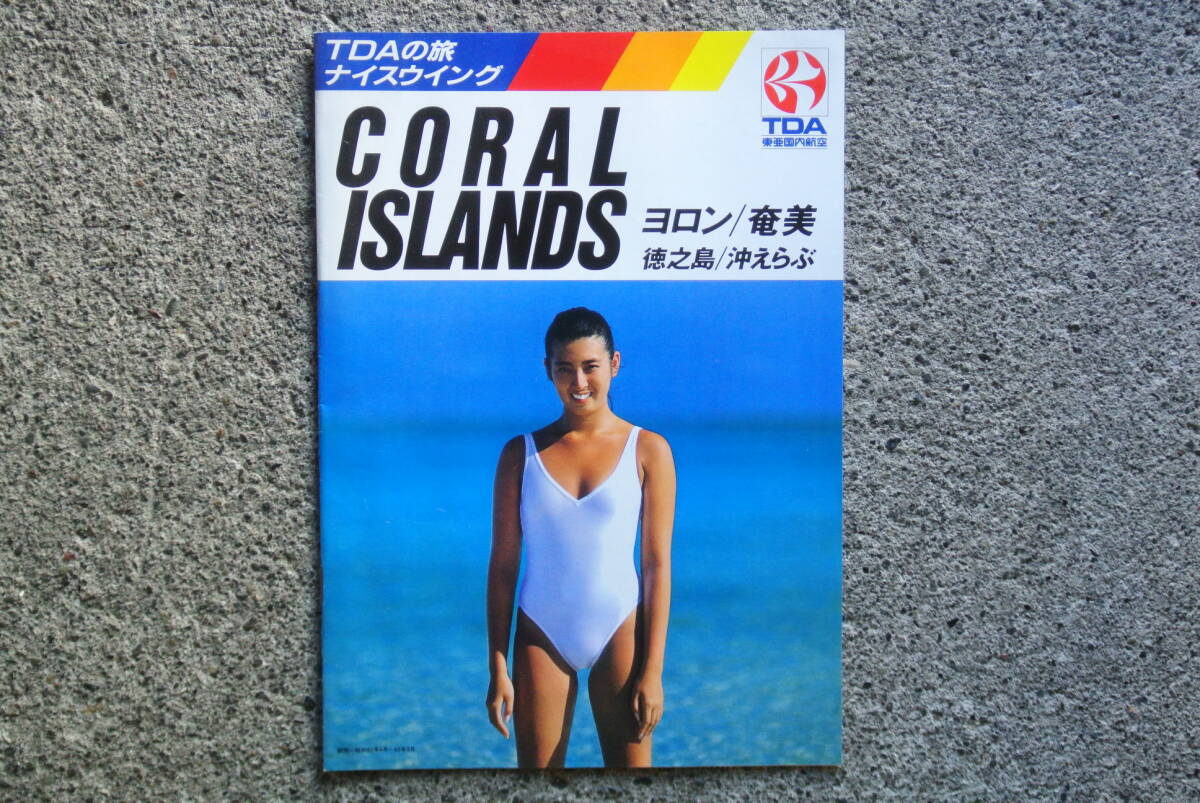 TDAの旅
ナイスウイング
TDA
東亜国内航空
CORAL
ISLANDS
ヨロン/奄美
徳之島/沖えらぶ